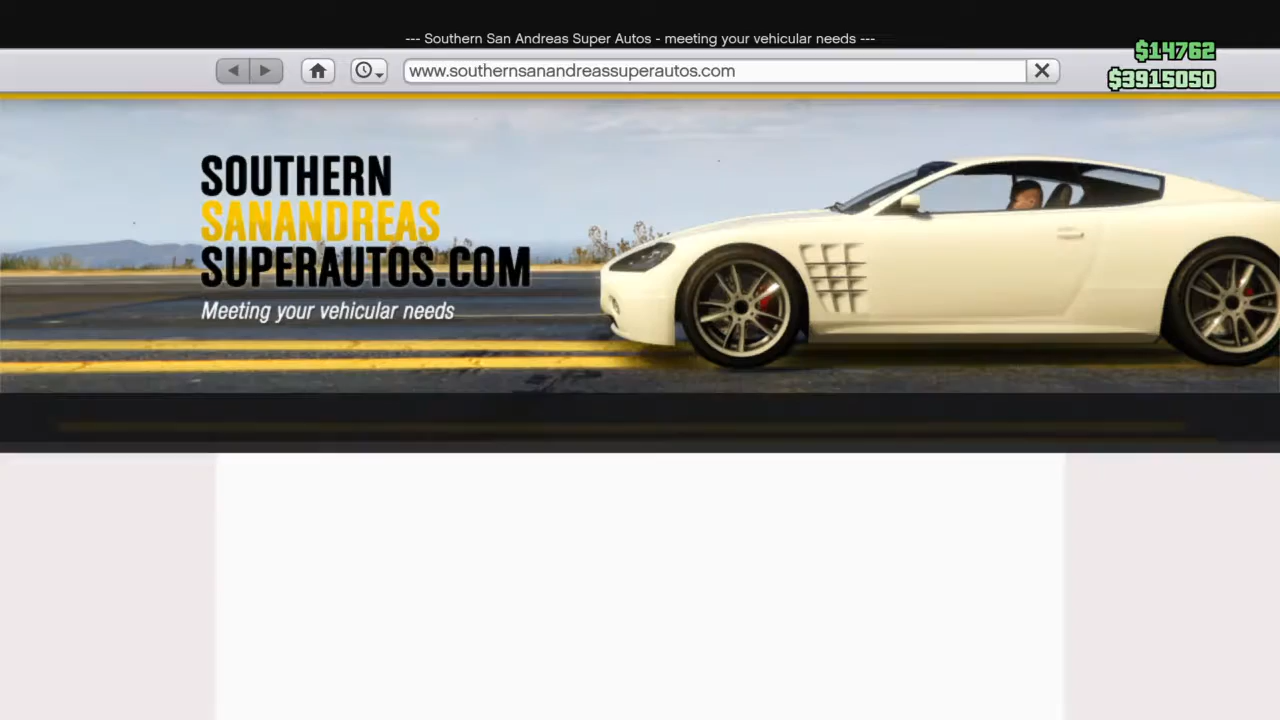 --- Southern San Andreas Super Autos - meeting your vehicular needs ---
$14762
www.southernsanandreassuperautos.com
$3915050
SOUTHERN
SANANDREAS
SUPERAUTOS.COM
Meeting your vehicular needs